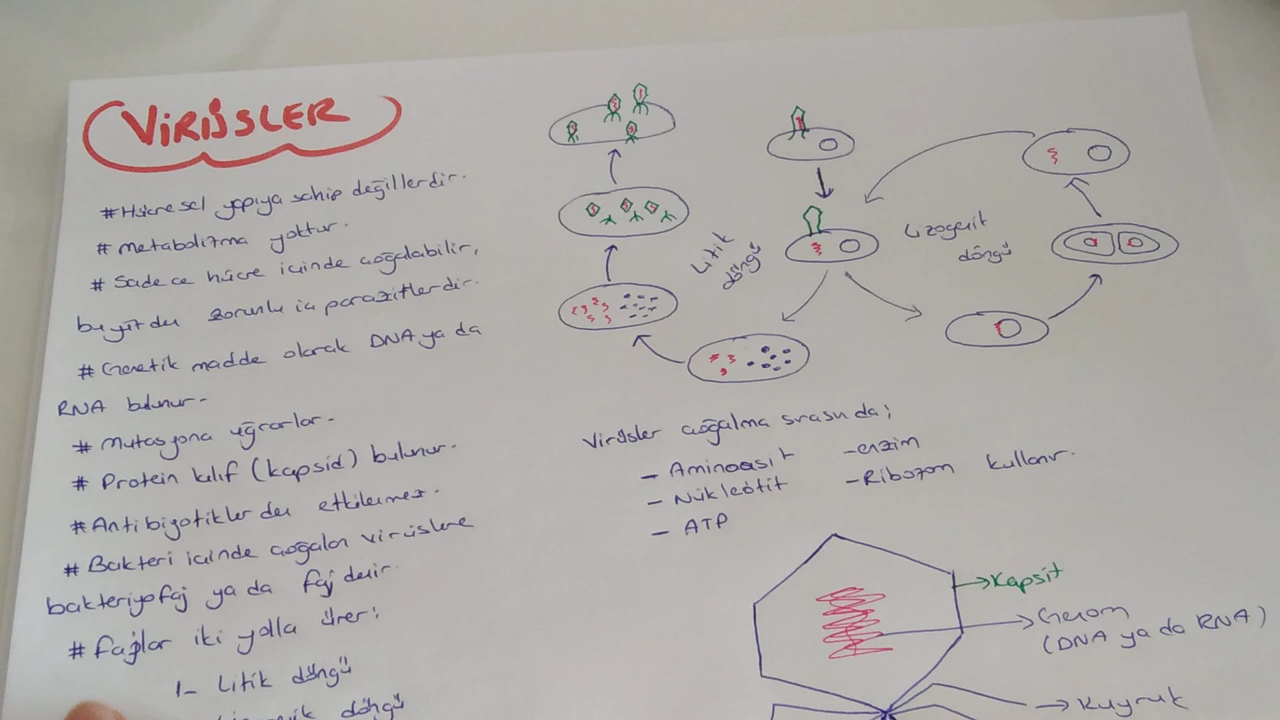 VİRÜSLER
# Hücresel yapıya sahip değillerdir.
# Metabolizma yoktur.
# Sadece hücre içinde çoğalabilir,
bu yüzden zorunlu iç parazitlerdir.
# Genetik madde olarak DNA ya da
RNA bulunur.
# Mutasyona uğrarlar.
# Protein kılıf (kapsid) bulunur.
# Antibiyotiklerden etkilenmez.
# Bakteri içinde çoğalan virüslere
bakteriyofaj ya da faj denir.
# Fajlar iki yolla ürer:
1- Litik döngü
döngü
Litik
döngü
Lizogenik
döngü
Virüsler çoğalma sırasında;
- Aminoasit - enzim
- Nükleotit - Ribozom kullanır.
- ATP
Kapsit
Genom
(DNA ya da RNA)
Kuyruk